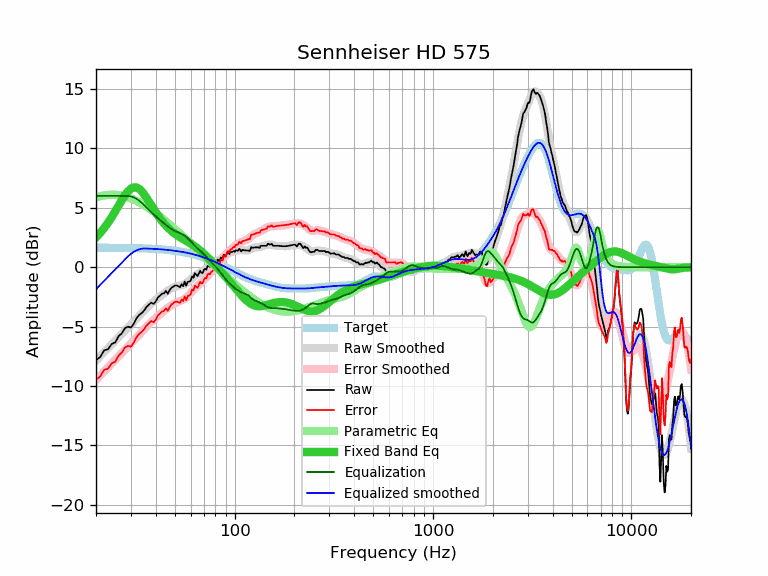 Sennheiser HD 575
Amplitude (dBr)
15
10
5
0
−5
−10
−15
−20
Target
Raw Smoothed
Error Smoothed
Raw
Error
Parametric Eq
Fixed Band Eq
Equalization
Equalized smoothed
100 1000 10000
Frequency (Hz)